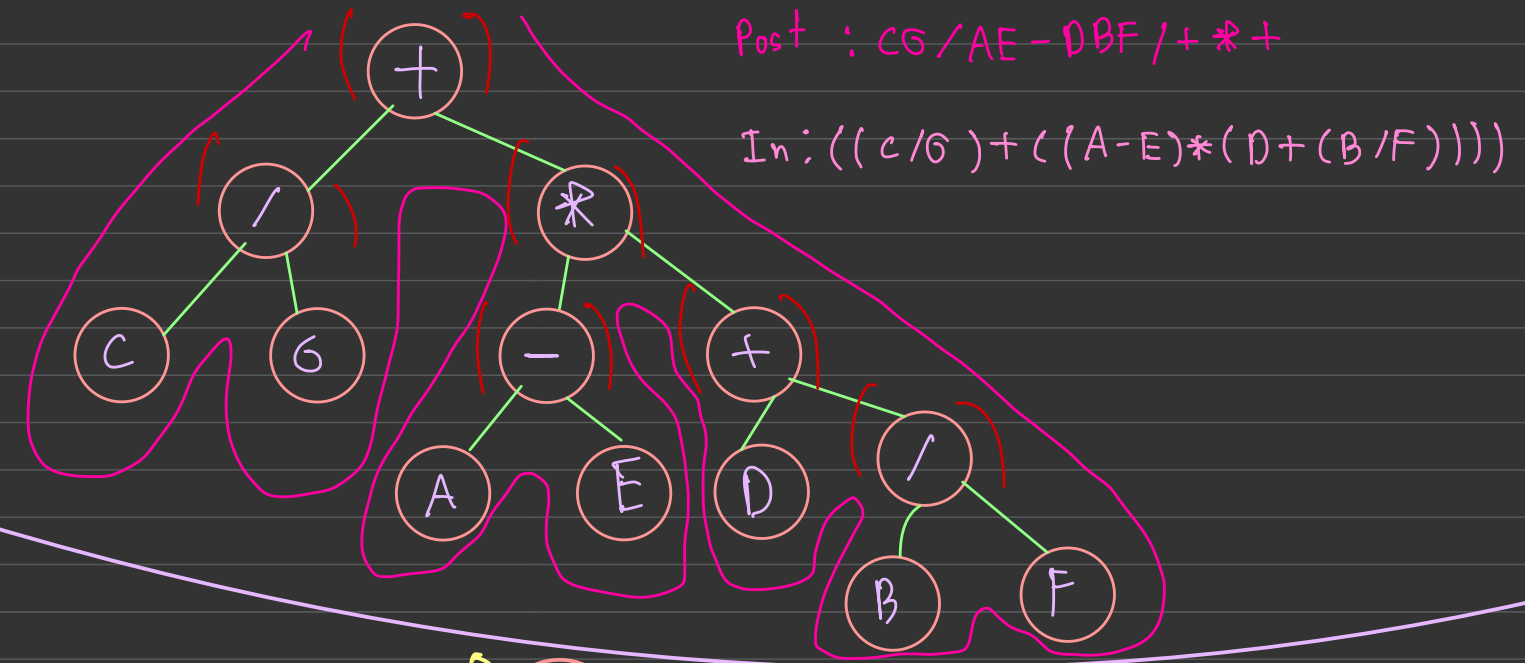 Post : CG/AE-DBF/+*+
In: ((C/G)+((A-E)*(D+(B/F))))
+
/ *
C G - +
A E D /
B F